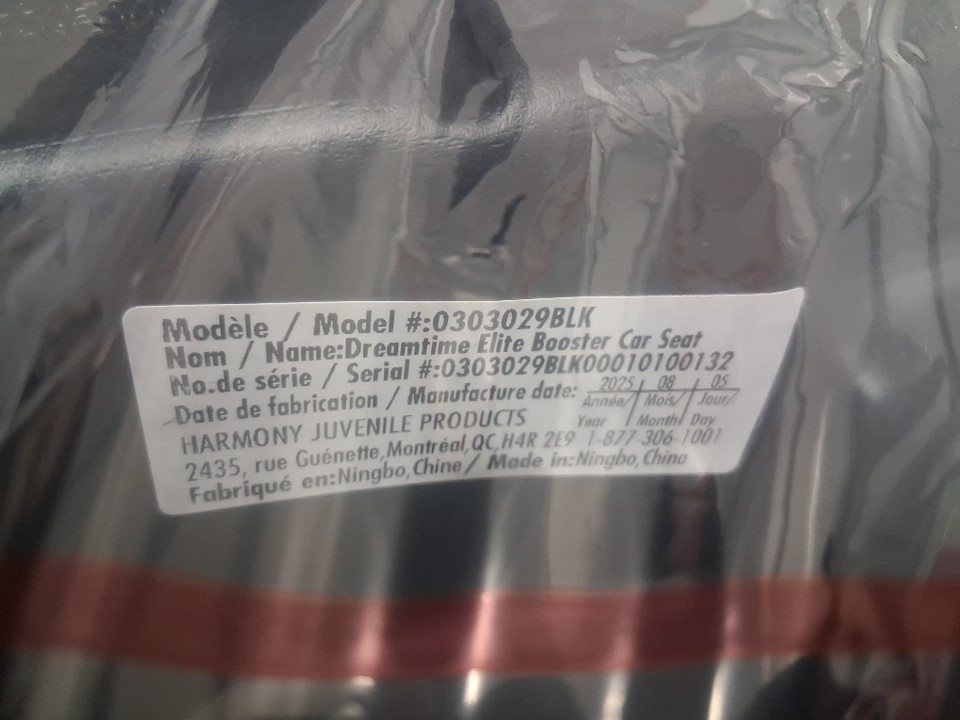 Modèle / Model #:0303029BLK
Nom / Name:Dreamtime Elite Booster Car Seat
No.de série / Serial #:0303029BLK00010100132
Date de fabrication / Manufacture date: 2025 08 05
Année/ Mois/ Jour/
Year Month Day
HARMONY JUVENILE PRODUCTS
2435, rue Guénette,Montréal,QC,H4R 2E9 1-877-306-1001
Fabriqué en:Ningbo,Chine/ Made in:Ningbo,China